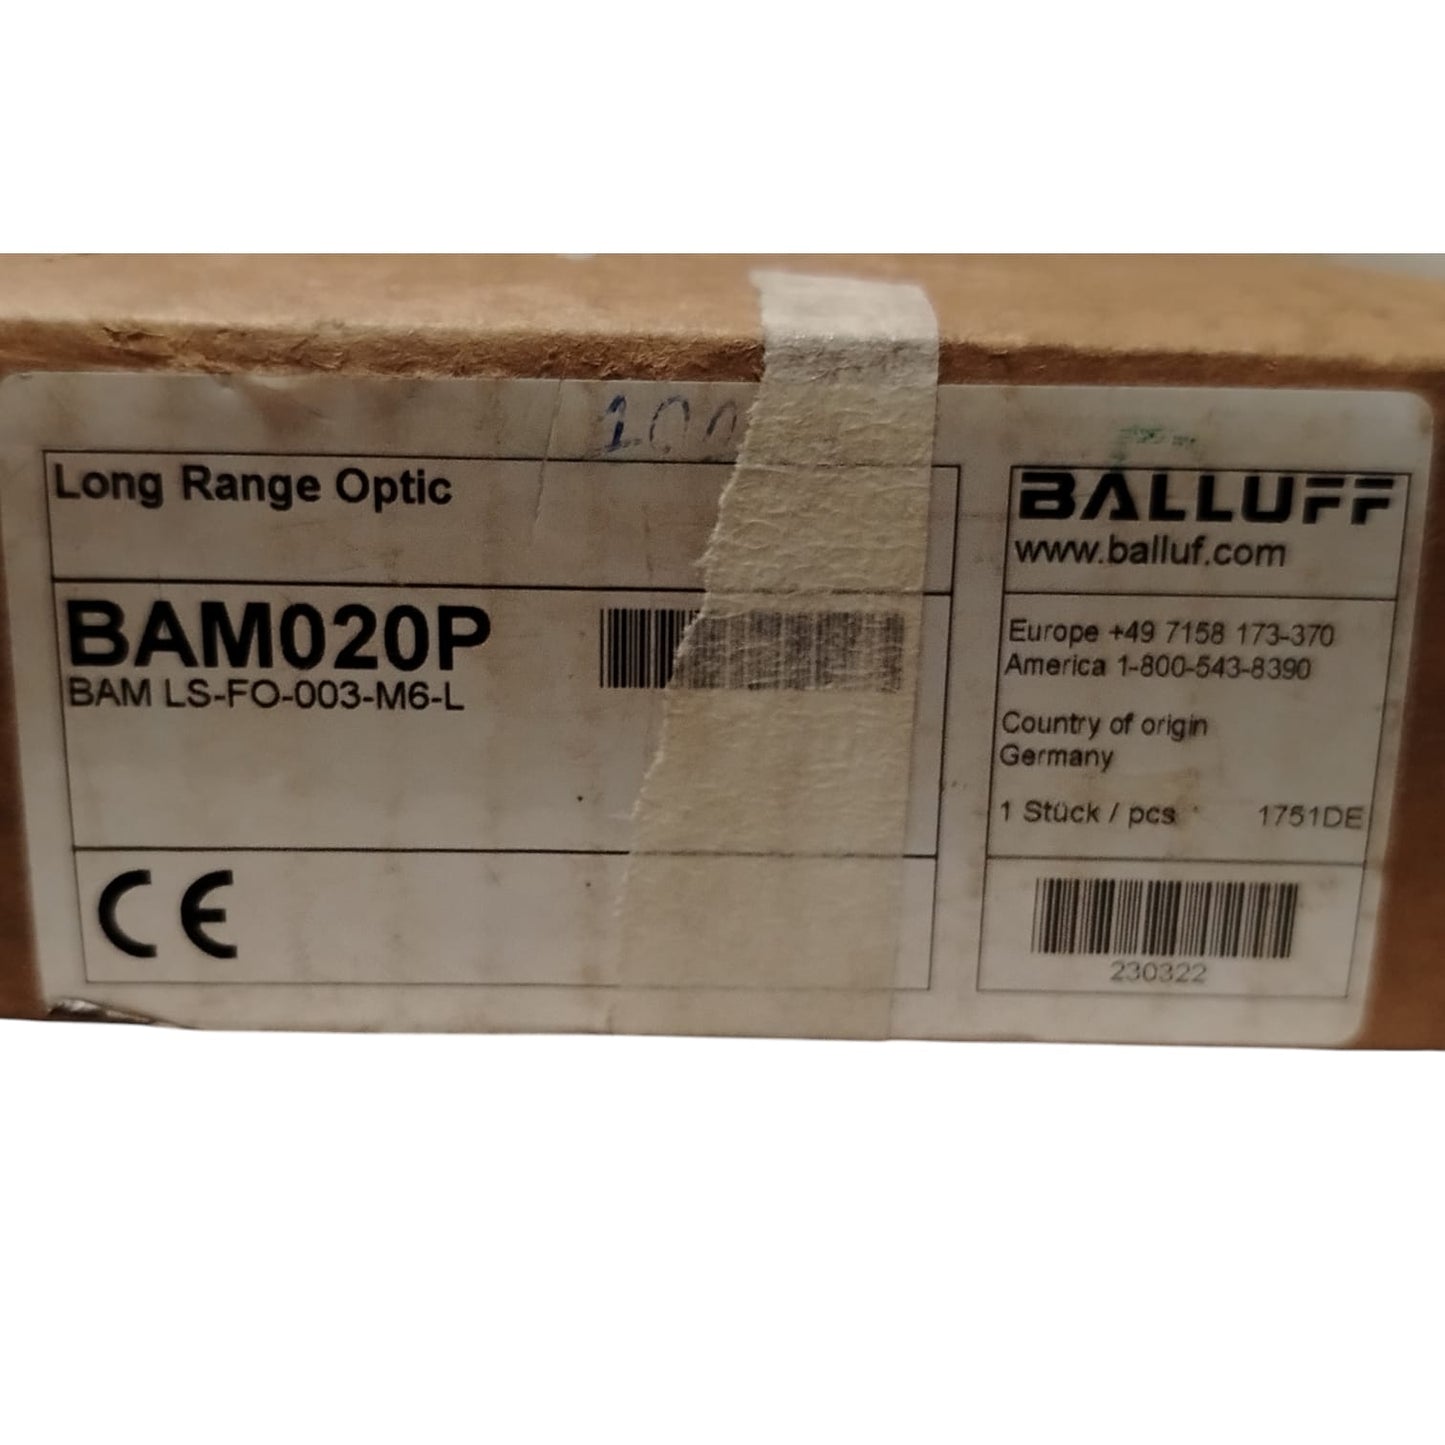 Long Range Optic
BAM020P
BAM LS-FO-003-M6-L
CE
BALLUFF
www.balluf.com
Europe +49 7158 173-370
America 1-800-543-8390
Country of origin
Germany
1 Stück / pcs 1751DE
230322